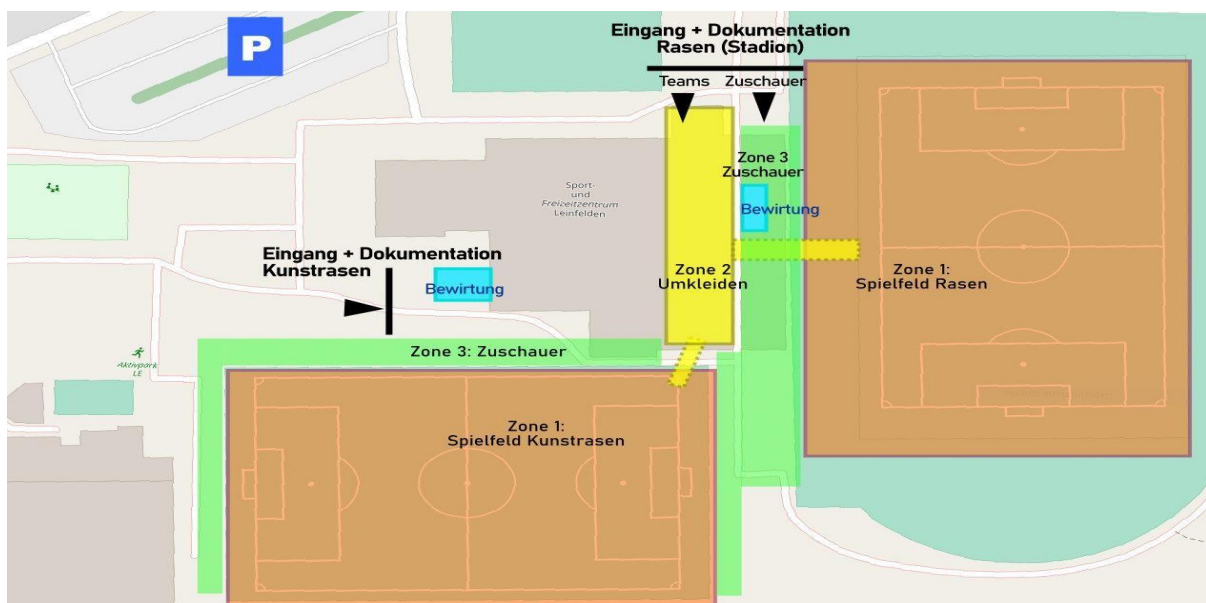 P
Eingang + Dokumentation
Rasen (Stadion)
Teams Zuschauer
Zone 3
Zuschauer
Bewirtung
Sport-
und
Freizeitzentrum
Leinfelden
Eingang + Dokumentation
Kunstrasen
Bewirtung
Zone 2
Umkleiden
Zone 1:
Spielfeld Rasen
Zone 3: Zuschauer
Aktivpark
LE
Zone 1:
Spielfeld Kunstrasen